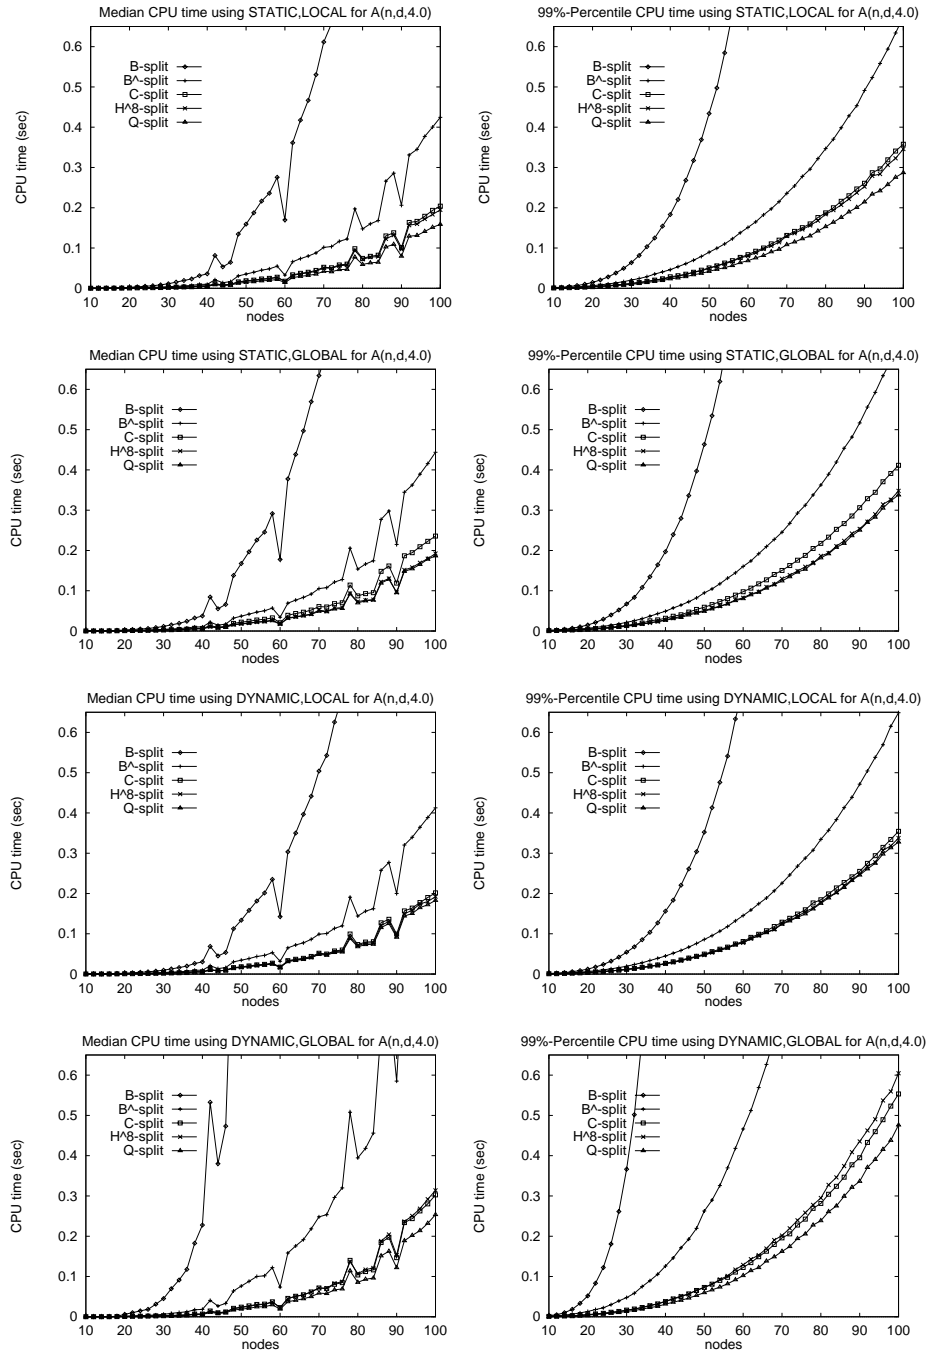 Median CPU time using STATIC,LOCAL for A(n,d,4.0)
CPU time (sec)
0.6
0.5
0.4
0.3
0.2
0.1
0
B-split
B^-split
C-split
H^8-split
Q-split
10 20 30 40 50 60 70 80 90 100
nodes
99%-Percentile CPU time using STATIC,LOCAL for A(n,d,4.0)
CPU time (sec)
0.6
0.5
0.4
0.3
0.2
0.1
0
B-split
B^-split
C-split
H^8-split
Q-split
10 20 30 40 50 60 70 80 90 100
nodes
Median CPU time using STATIC,GLOBAL for A(n,d,4.0)
CPU time (sec)
0.6
0.5
0.4
0.3
0.2
0.1
0
B-split
B^-split
C-split
H^8-split
Q-split
10 20 30 40 50 60 70 80 90 100
nodes
99%-Percentile CPU time using STATIC,GLOBAL for A(n,d,4.0)
CPU time (sec)
0.6
0.5
0.4
0.3
0.2
0.1
0
B-split
B^-split
C-split
H^8-split
Q-split
10 20 30 40 50 60 70 80 90 100
nodes
Median CPU time using DYNAMIC,LOCAL for A(n,d,4.0)
CPU time (sec)
0.6
0.5
0.4
0.3
0.2
0.1
0
B-split
B^-split
C-split
H^8-split
Q-split
10 20 30 40 50 60 70 80 90 100
nodes
99%-Percentile CPU time using DYNAMIC,LOCAL for A(n,d,4.0)
CPU time (sec)
0.6
0.5
0.4
0.3
0.2
0.1
0
B-split
B^-split
C-split
H^8-split
Q-split
10 20 30 40 50 60 70 80 90 100
nodes
Median CPU time using DYNAMIC,GLOBAL for A(n,d,4.0)
CPU time (sec)
0.6
0.5
0.4
0.3
0.2
0.1
0
B-split
B^-split
C-split
H^8-split
Q-split
10 20 30 40 50 60 70 80 90 100
nodes
99%-Percentile CPU time using DYNAMIC,GLOBAL for A(n,d,4.0)
CPU time (sec)
0.6
0.5
0.4
0.3
0.2
0.1
0
B-split
B^-split
C-split
H^8-split
Q-split
10 20 30 40 50 60 70 80 90 100
nodes